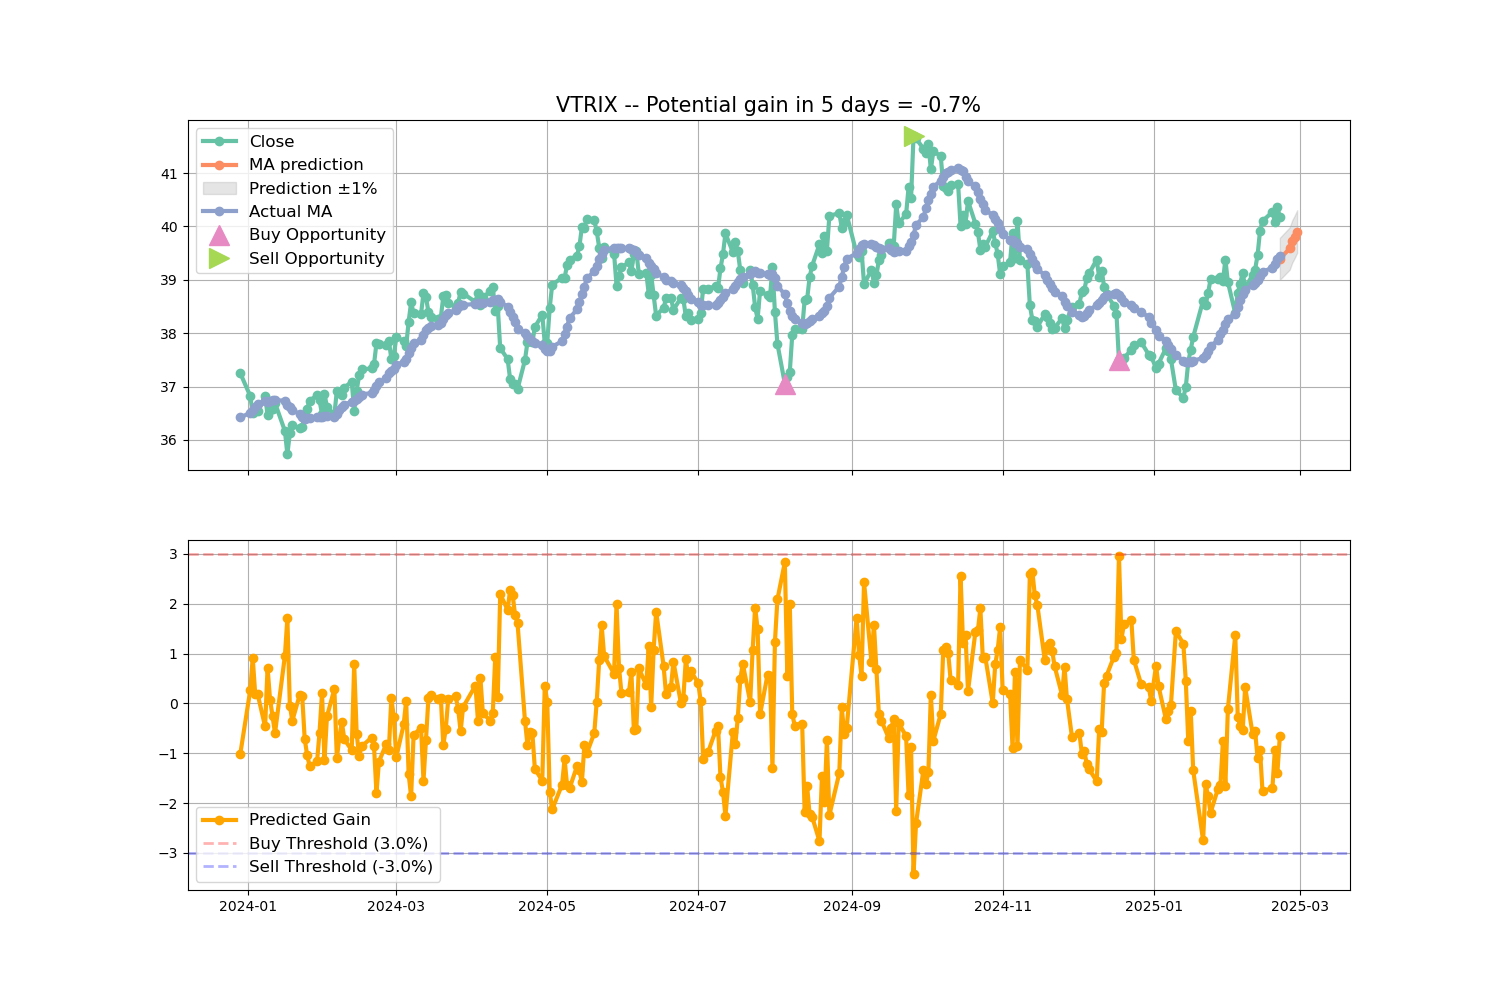 VTRIX -- Potential gain in 5 days = -0.7%
Close
MA prediction
Prediction ±1%
Actual MA
Buy Opportunity
Sell Opportunity
41
40
39
38
37
36
3
2
1
0
−1
−2
−3
Predicted Gain
Buy Threshold (3.0%)
Sell Threshold (-3.0%)
2024-01 2024-03 2024-05 2024-07 2024-09 2024-11 2025-01 2025-03